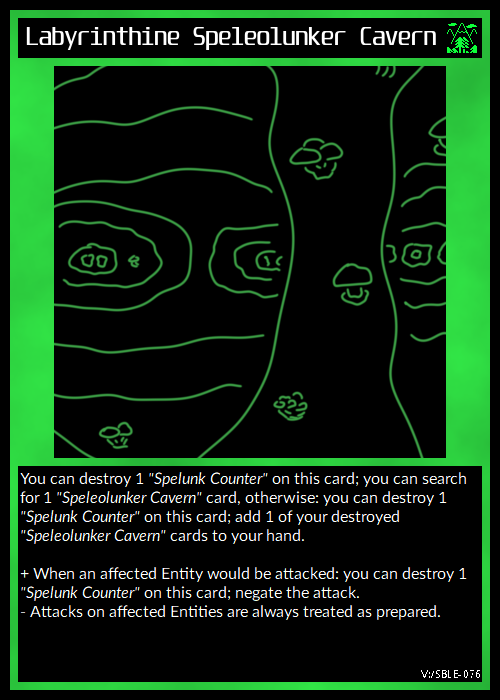 Labyrinthine Speleolunker Cavern
You can destroy 1 "Spelunk Counter" on this card; you can search
for 1 "Speleolunker Cavern" card, otherwise: you can destroy 1
"Spelunk Counter" on this card; add 1 of your destroyed
"Speleolunker Cavern" cards to your hand.
+ When an affected Entity would be attacked: you can destroy 1
"Spelunk Counter" on this card; negate the attack.
- Attacks on affected Entities are always treated as prepared.
V:/SBLE-076